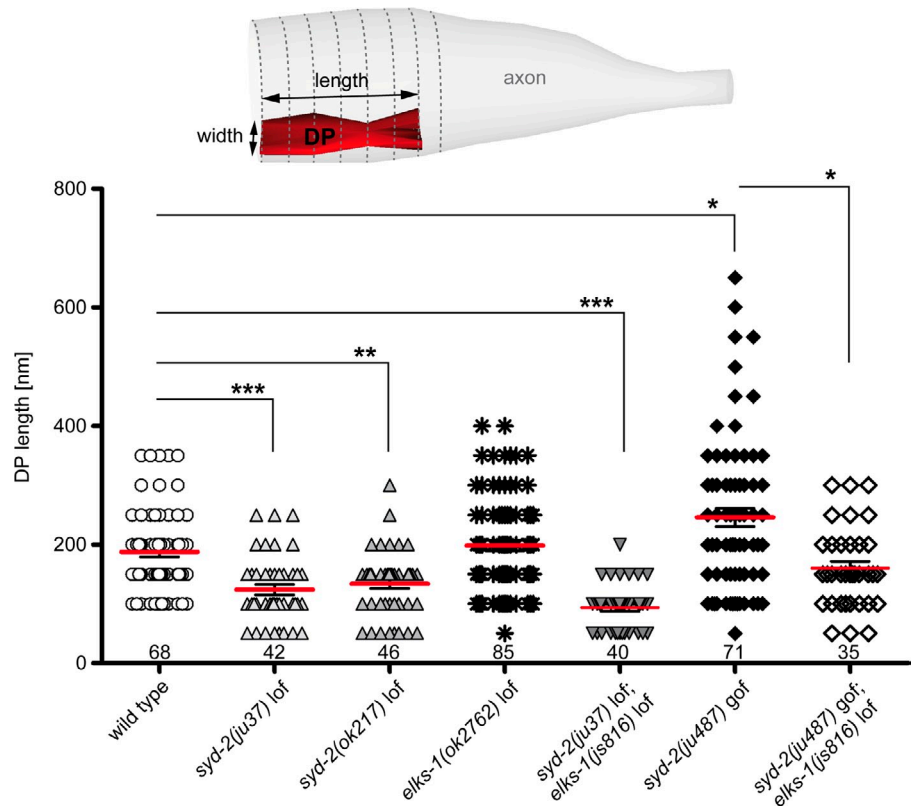 length
axon
width
DP
800
*
*
600
***
**
***
DP length [nm]
400
200
0
68 42 46 85 40 71 35
wild type
syd-2(ju37) lof
syd-2(ok217) lof
elks-1(ok2762) lof
syd-2(ju37) lof;
elks-1(js816) lof
syd-2(ju487) gof
syd-2(ju487) gof;
elks-1(js816) lof